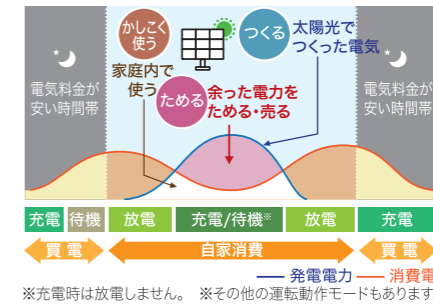 かしこく
使う
つくる
太陽光で
つくった電気
電気料金が
安い時間帯
家庭内で
使う
ためる
余った電力を
ためる・売る
電気料金が
安い時間帯
充電 待機 放電 充電/待機※ 放電 充電
買電 自家消費 買電
発電電力 消費電
※充電時は放電しません。 ※その他の運転動作モードもあります